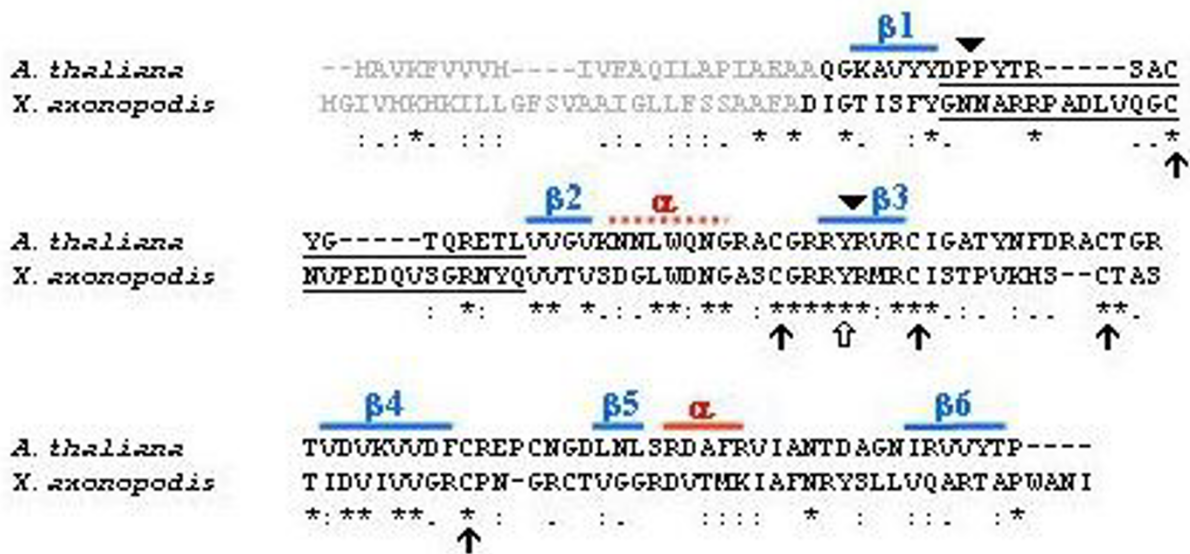 β1
A. thaliana --HAVKFVVVH----IVFAQILAPIAEAAQGKAVYYDPPYTR-----SAC
X. axonopodis HGIVHKHKILLGFSVAAIGLLFSSAAFADIGTISFYGNNARRPADLVQGC
:.:*. ::: .:. :::. * * *. :*. * ..*
β2 α β3
A. thaliana YG-----TQRETLVVGVKNNLWQNGRACGRRYRVRCIGATYNFDRACTGR
X. axonopodis NVPEDQVSGRNYQVVTVSDGLWDNGASCGRRYRMRCISTPVKHS--CTAS
: *: ** *. **:** :******:***.:. :.. **.
β4 β5 α β6
A. thaliana TVDVKVVDFCREPCNGDLNLSRDAFRVIANTDAGNIRVVYTP----
X. axonopodis TIDVIVVGRCPN-GRCTVGGRDVTMKIAFNRYSLLVQARTAPWANI
*:** **. * : . :. :::: * : ::. :*